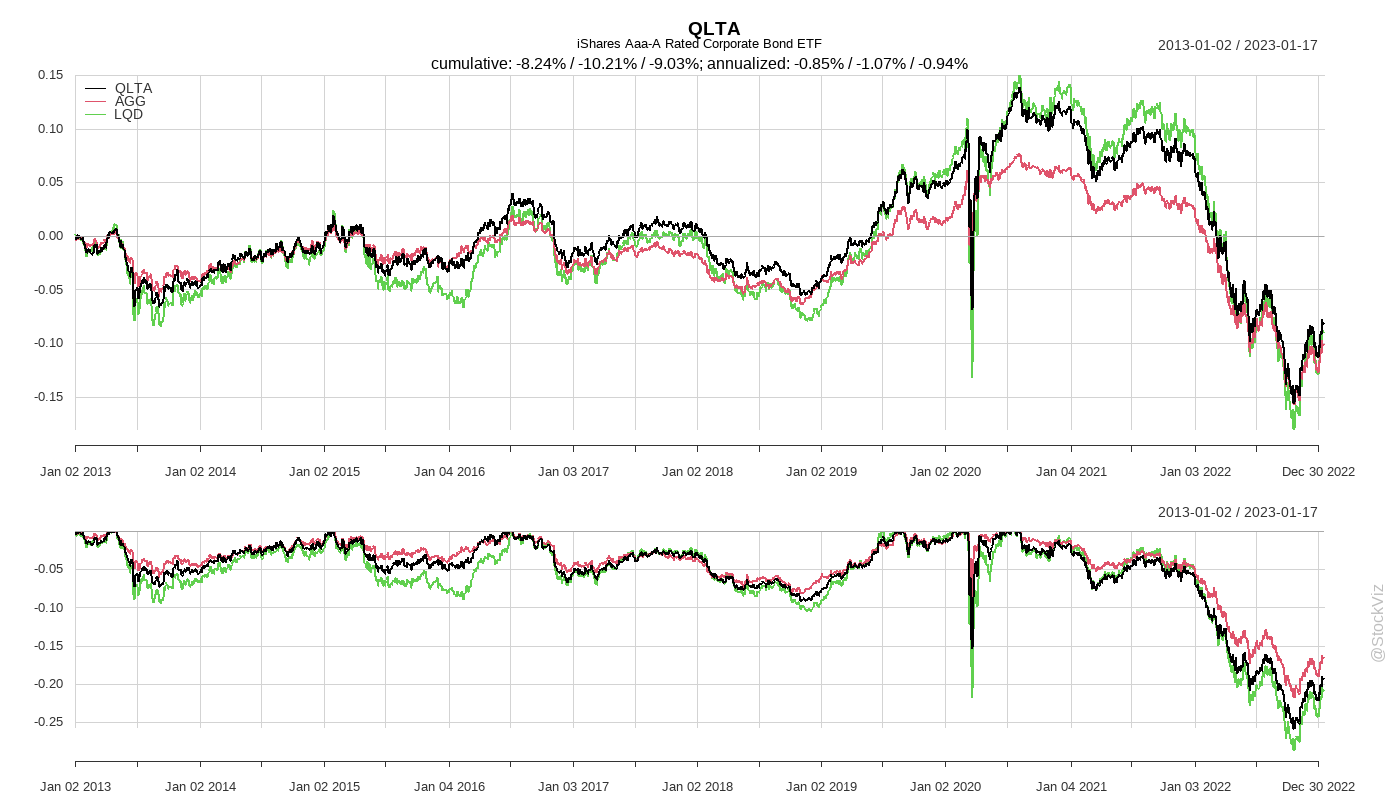 QLTA
iShares Aaa-A Rated Corporate Bond ETF
2013-01-02 / 2023-01-17
cumulative: -8.24% / -10.21% / -9.03%; annualized: -0.85% / -1.07% / -0.94%
QLTA
AGG
LQD
0.15
0.10
0.05
0.00
-0.05
-0.10
-0.15
Jan 02 2013 Jan 02 2014 Jan 02 2015 Jan 04 2016 Jan 03 2017 Jan 02 2018 Jan 02 2019 Jan 02 2020 Jan 04 2021 Jan 03 2022 Dec 30 2022
2013-01-02 / 2023-01-17
-0.05
-0.10
-0.15
-0.20
-0.25
Jan 02 2013 Jan 02 2014 Jan 02 2015 Jan 04 2016 Jan 03 2017 Jan 02 2018 Jan 02 2019 Jan 02 2020 Jan 04 2021 Jan 03 2022 Dec 30 2022
@StockViz